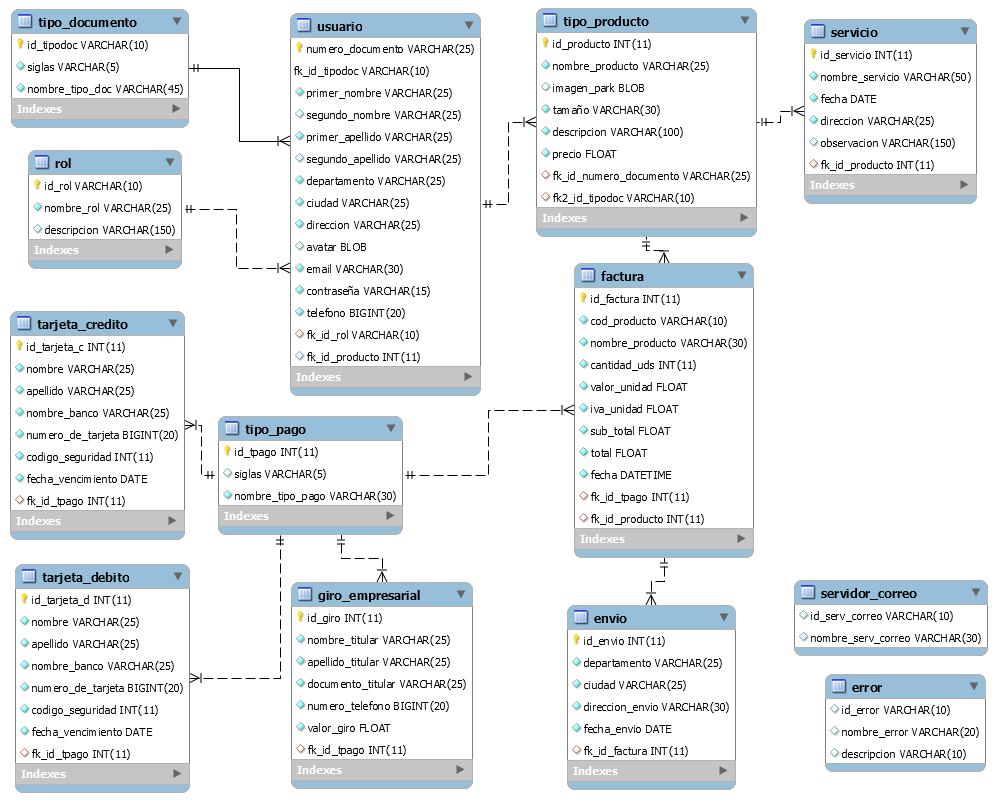 tipo_documento
id_tipodoc VARCHAR(10)
siglas VARCHAR(5)
nombre_tipo_doc VARCHAR(45)
Indexes
rol
id_rol VARCHAR(10)
nombre_rol VARCHAR(25)
descripcion VARCHAR(150)
Indexes
usuario
numero_documento VARCHAR(25)
fk_id_tipodoc VARCHAR(10)
primer_nombre VARCHAR(25)
segundo_nombre VARCHAR(25)
primer_apellido VARCHAR(25)
segundo_apellido VARCHAR(25)
departamento VARCHAR(25)
ciudad VARCHAR(25)
direccion VARCHAR(25)
avatar BLOB
email VARCHAR(30)
contraseña VARCHAR(15)
telefono BIGINT(20)
fk_id_rol VARCHAR(10)
fk_id_producto INT(11)
Indexes
tipo_producto
id_producto INT(11)
nombre_producto VARCHAR(25)
imagen_park BLOB
tamaño VARCHAR(30)
descripcion VARCHAR(100)
precio FLOAT
fk_id_numero_documento VARCHAR(25)
fk2_id_tipodoc VARCHAR(10)
Indexes
servicio
id_servicio INT(11)
nombre_servicio VARCHAR(50)
fecha DATE
direccion VARCHAR(25)
observacion VARCHAR(150)
fk_id_producto INT(11)
Indexes
tarjeta_credito
id_tarjeta_c INT(11)
nombre VARCHAR(25)
apellido VARCHAR(25)
nombre_banco VARCHAR(25)
numero_de_tarjeta BIGINT(20)
codigo_seguridad INT(11)
fecha_vencimiento DATE
fk_id_tpago INT(11)
Indexes
tipo_pago
id_tpago INT(11)
siglas VARCHAR(5)
nombre_tipo_pago VARCHAR(30)
Indexes
factura
id_factura INT(11)
cod_producto VARCHAR(10)
nombre_producto VARCHAR(30)
cantidad_uds INT(11)
valor_unidad FLOAT
iva_unidad FLOAT
sub_total FLOAT
total FLOAT
fecha DATETIME
fk_id_tpago INT(11)
fk_id_producto INT(11)
Indexes
tarjeta_debito
id_tarjeta_d INT(11)
nombre VARCHAR(25)
apellido VARCHAR(25)
nombre_banco VARCHAR(25)
numero_de_tarjeta BIGINT(20)
codigo_seguridad INT(11)
fecha_vencimiento DATE
fk_id_tpago INT(11)
Indexes
giro_empresarial
id_giro INT(11)
nombre_titular VARCHAR(25)
apellido_titular VARCHAR(25)
documento_titular VARCHAR(25)
numero_telefono BIGINT(20)
valor_giro FLOAT
fk_id_tpago INT(11)
Indexes
envio
id_envio INT(11)
departamento VARCHAR(25)
ciudad VARCHAR(25)
direccion_envio VARCHAR(30)
fecha_envio DATE
fk_id_factura INT(11)
Indexes
servidor_correo
id_serv_correo VARCHAR(10)
nombre_serv_correo VARCHAR(30)
error
id_error VARCHAR(10)
nombre_error VARCHAR(20)
descripcion VARCHAR(10)